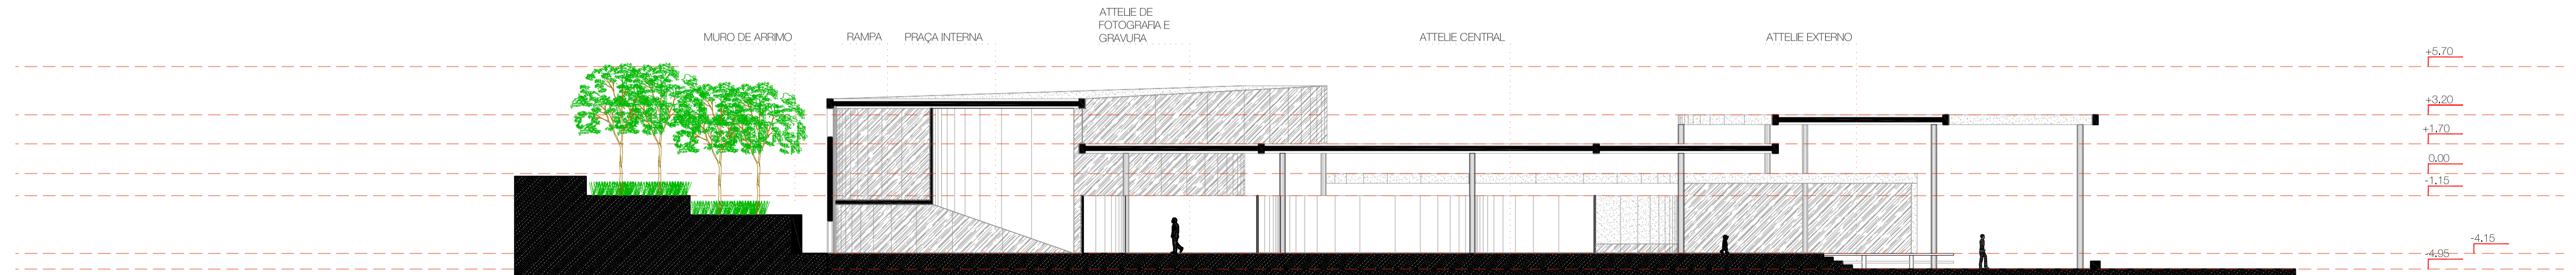 ATTELIE DE
FOTOGRAFIA E
GRAVURA
MURO DE ARRIMO
RAMPA
PRAÇA INTERNA
ATTELIE CENTRAL
ATTELIE EXTERNO
+5.70
+3.20
+1.70
0.00
-1.15
-4.15
-4.95